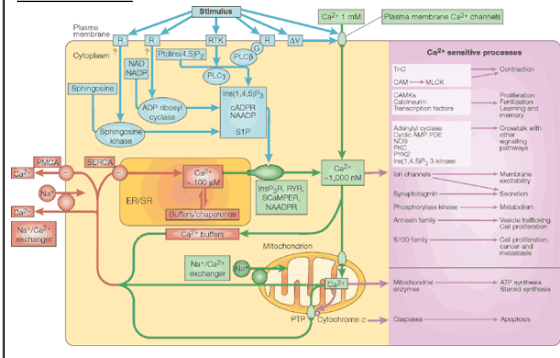 Stimulus
Plasma
membrane
Ca²⁺ 1 mM
Plasma membrane Ca²⁺ channels
R
R
RTK
R
ΔV
G
?
?
Cytoplasm
PtdIns(4,5)P₂
PLCβ
PLCγ
NAD
NADP
Sphingosine
ADP ribosyl
cyclase
Ins(1,4,5)P₃
cADPR
NAADP
S1P
Sphingosine
kinase
PMCA
SERCA
Ca²⁺
Na⁺
Ca²⁺
Na⁺/Ca²⁺
exchanger
Ca²⁺
~100 μM
ER/SR
Buffers/chaperones
InsP₃R, RYR,
SCaMPER,
NAADPR
Ca²⁺
~1,000 nM
Ca²⁺ buffers
Mitochondrion
Na⁺/Ca²⁺
exchanger
Na⁺
Ca²⁺
PTP
Cytochrome c
Ca²⁺ sensitive processes
TnC
Contraction
CAM
MLCK
CAMKs
Calcineurin
Transcription factors
Proliferation
Fertilization
Learning and
memory
Adenylyl cyclase
Cyclic AMP PDE
NOS
PKC
PYK2
Ins(1,4,5)P₃ 3-kinase
Crosstalk with
other
signalling
pathways
Ion channels
Membrane
excitability
Synaptotagmin
Secretion
Phosphorylase kinase
Metabolism
Annexin family
Vesicle trafficking
Cell proliferation
S100 family
Cell proliferation,
cancer and
metastasis
Mitochondrial
enzymes
ATP synthesis
Steroid synthesis
Caspases
Apoptosis